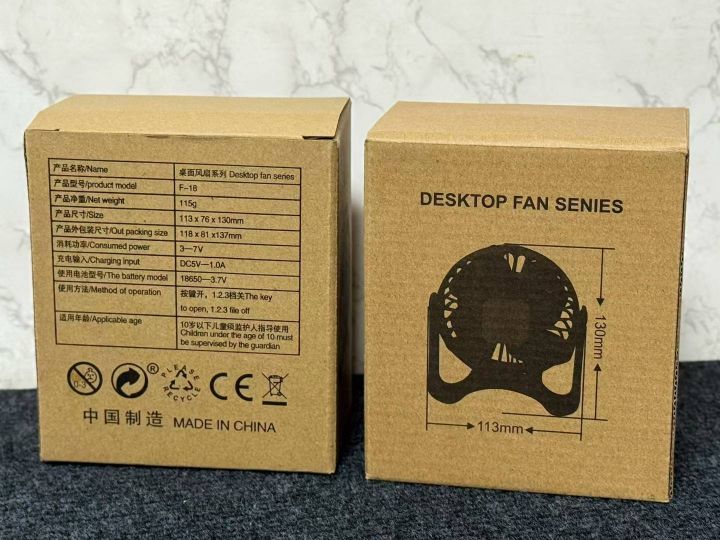 产品名称/Name 桌面风扇系列 Desktop fan series
产品型号/product model F-18
产品净重/Net weight 115g
产品尺寸/Size 113 x 76 x 130mm
产品外包装尺寸/Out packing size 118 x 81 x137mm
消耗功率/Consumed power 3—7V
充电输入/Charging input DC5V—1.0A
使用电池型号/The battery model 18650—3.7V
使用方法/Method of operation 按键开，1.2.3档关The key
to open, 1.2.3 file off
适用年龄/Applicable age 10岁以下儿童须监护人指导使用
Children under the age of 10 must
be supervised by the guardian
0-3
®
PLEASE
RECYCLE
CE
中国制造 MADE IN CHINA
DESKTOP FAN SENIES
130mm
113mm